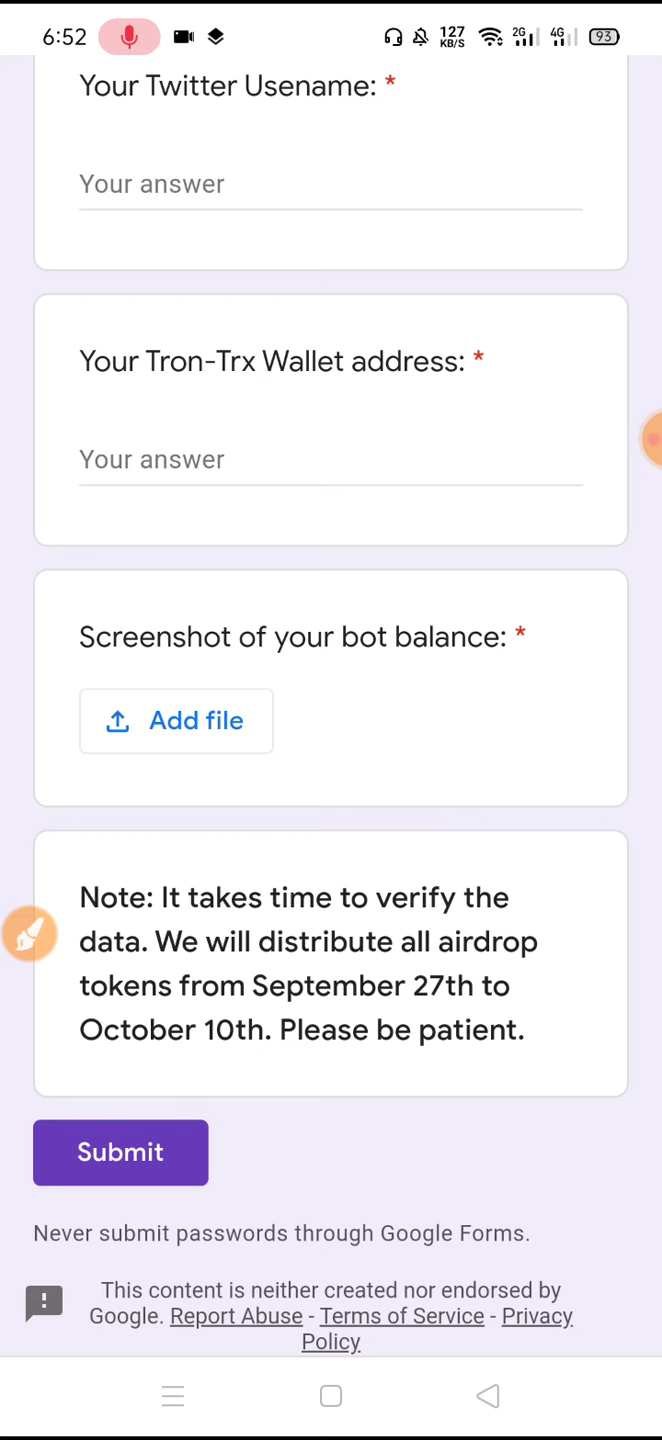 6:52
127
KB/S
2G
4G
93
Your Twitter Usename: *
Your answer
Your Tron-Trx Wallet address: *
Your answer
Screenshot of your bot balance: *
Add file
Note: It takes time to verify the
data. We will distribute all airdrop
tokens from September 27th to
October 10th. Please be patient.
Submit
Never submit passwords through Google Forms.
This content is neither created nor endorsed by
Google. Report Abuse - Terms of Service - Privacy
Policy